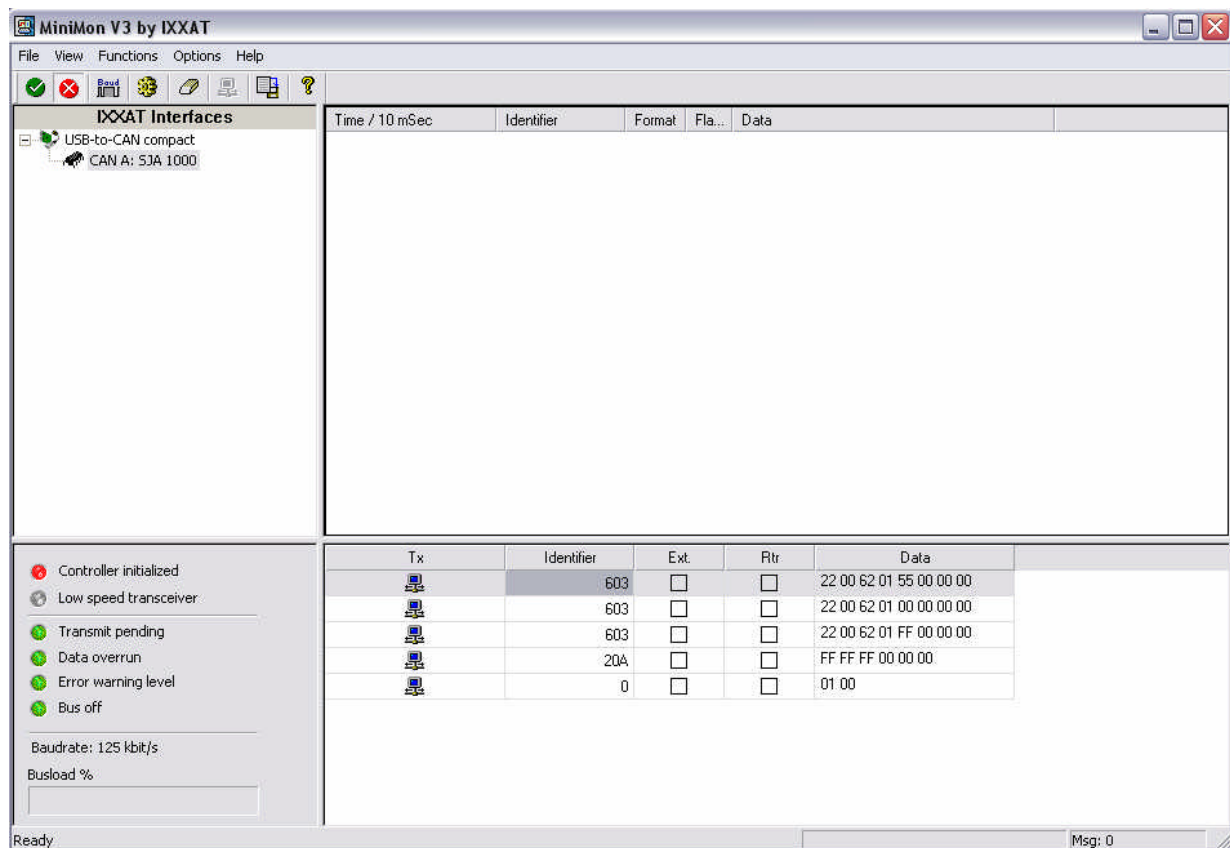 MiniMon V3 by IXXAT
File View Functions Options Help
Baud
IXXAT Interfaces
USB-to-CAN compact
CAN A: SJA 1000
Time / 10 mSec Identifier Format Fla... Data
Controller initialized
Low speed transceiver
Transmit pending
Data overrun
Error warning level
Bus off
Baudrate: 125 kbit/s
Busload %
Tx Identifier Ext. Rtr Data
603 22 00 62 01 55 00 00 00
603 22 00 62 01 00 00 00 00
603 22 00 62 01 FF 00 00 00
20A FF FF FF 00 00 00
0 01 00
Ready Msg: 0